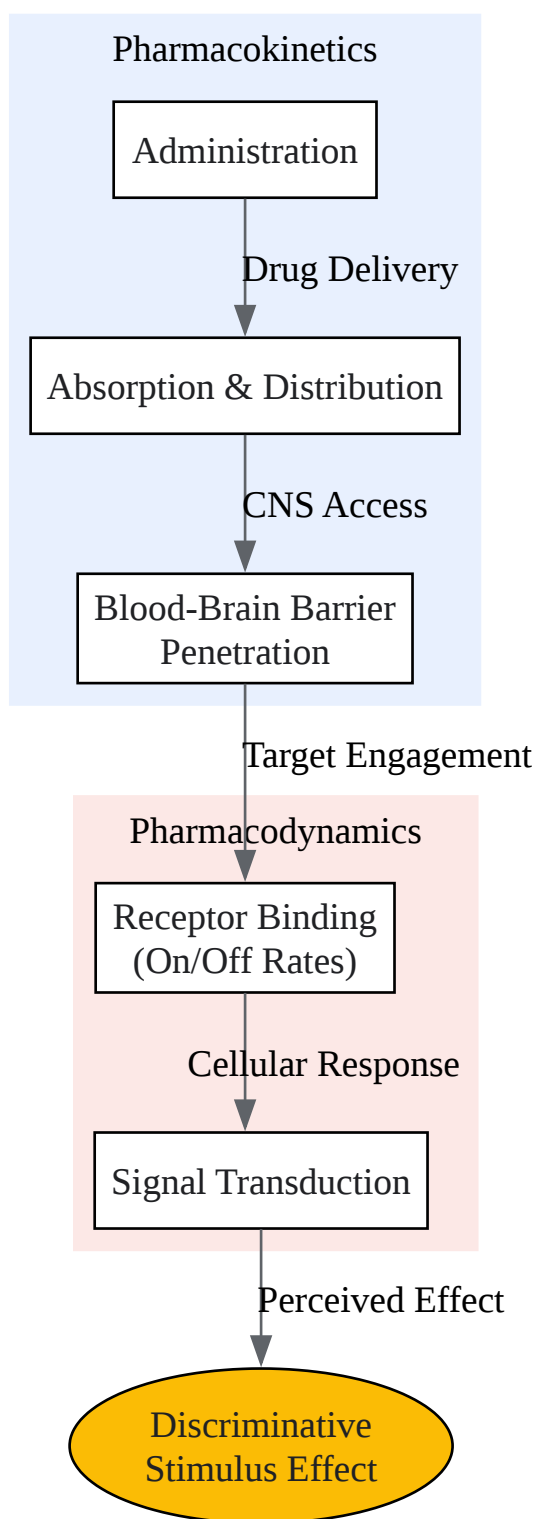 Pharmacokinetics
Administration
Drug Delivery
Absorption & Distribution
CNS Access
Blood-Brain Barrier
Penetration
Target Engagement
Pharmacodynamics
Receptor Binding
(On/Off Rates)
Cellular Response
Signal Transduction
Perceived Effect
Discriminative
Stimulus Effect